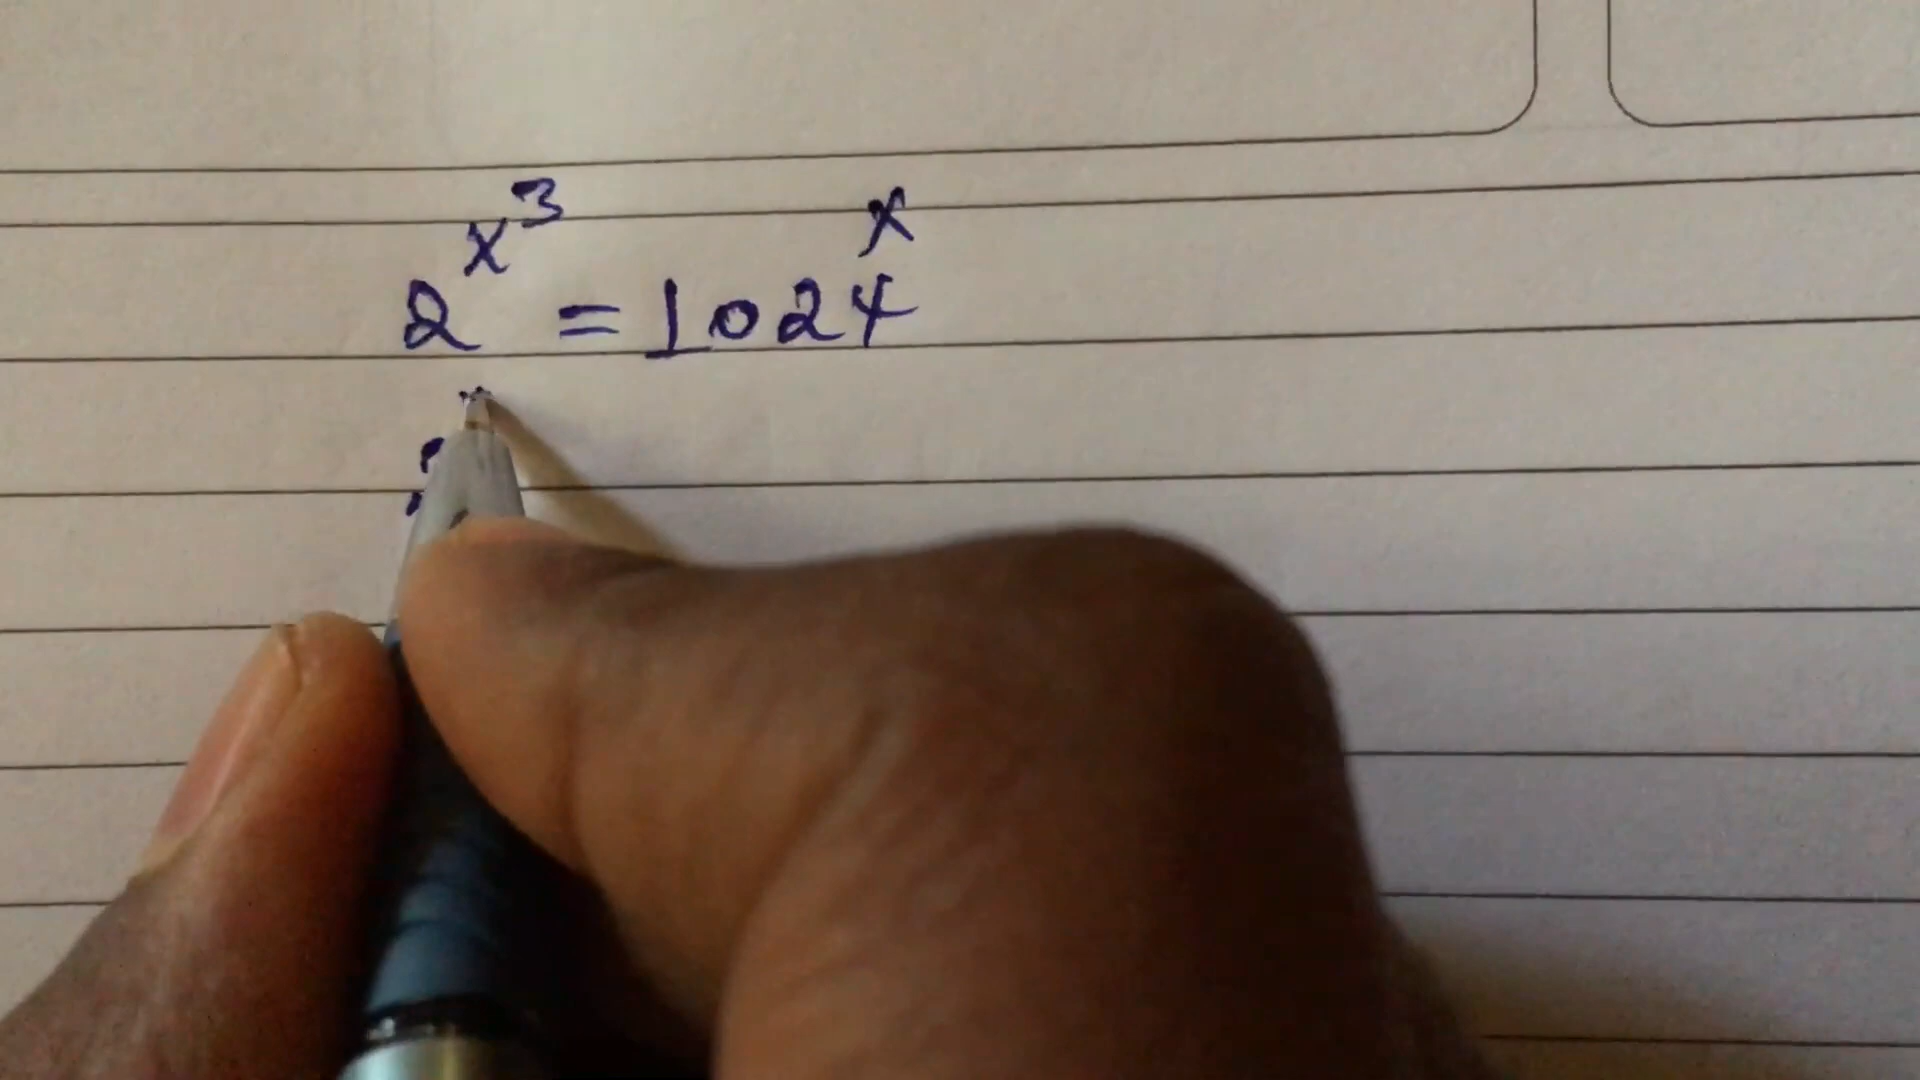 2^{x^3} = 1024^x